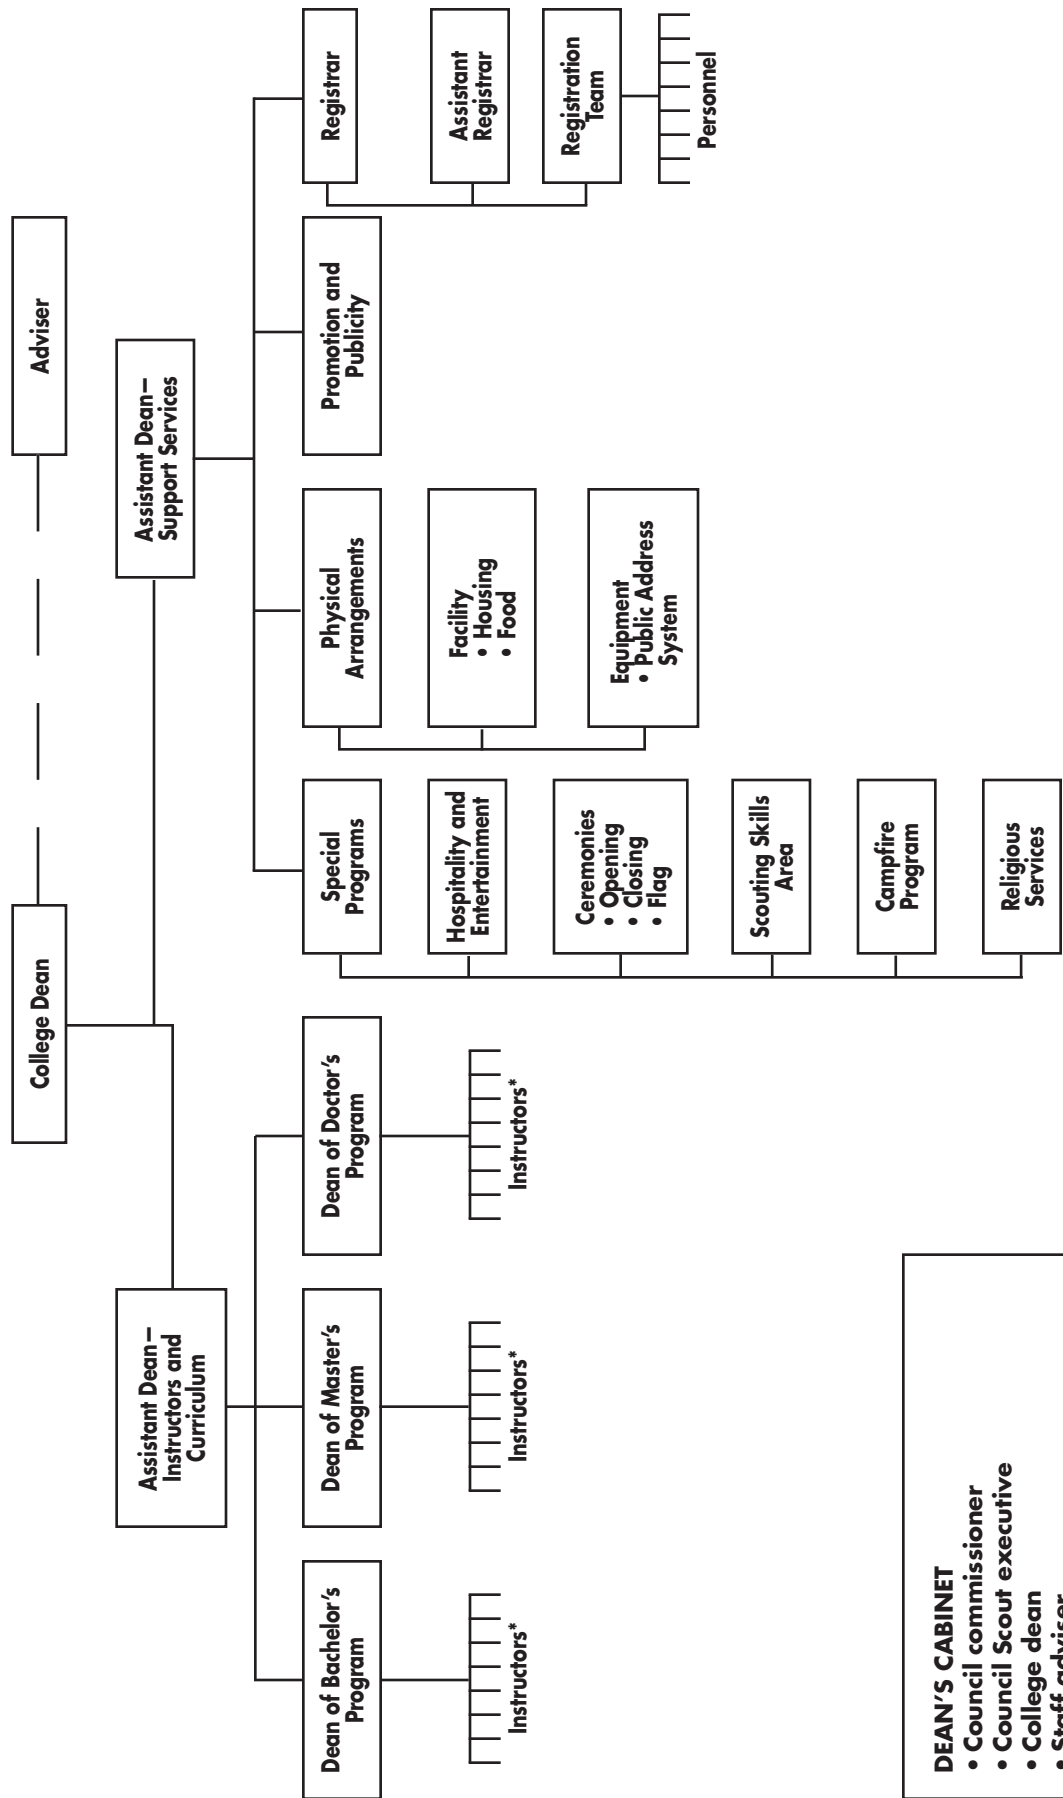 College Dean
Adviser
Assistant Dean—
Instructors and
Curriculum
Assistant Dean—
Support Services
Dean of Bachelor's
Program
Dean of Master's
Program
Dean of Doctor's
Program
Instructors*
Instructors*
Instructors*
Special
Programs
Hospitality and
Entertainment
Ceremonies
• Opening
• Closing
• Flag
Scouting Skills
Area
Campfire
Program
Religious
Services
Physical
Arrangements
Facility
• Housing
• Food
Equipment
• Public Address
System
Promotion and
Publicity
Registrar
Assistant
Registrar
Registration
Team
Personnel
DEAN'S CABINET
• Council commissioner
• Council Scout executive
• College dean
• Staff adviser